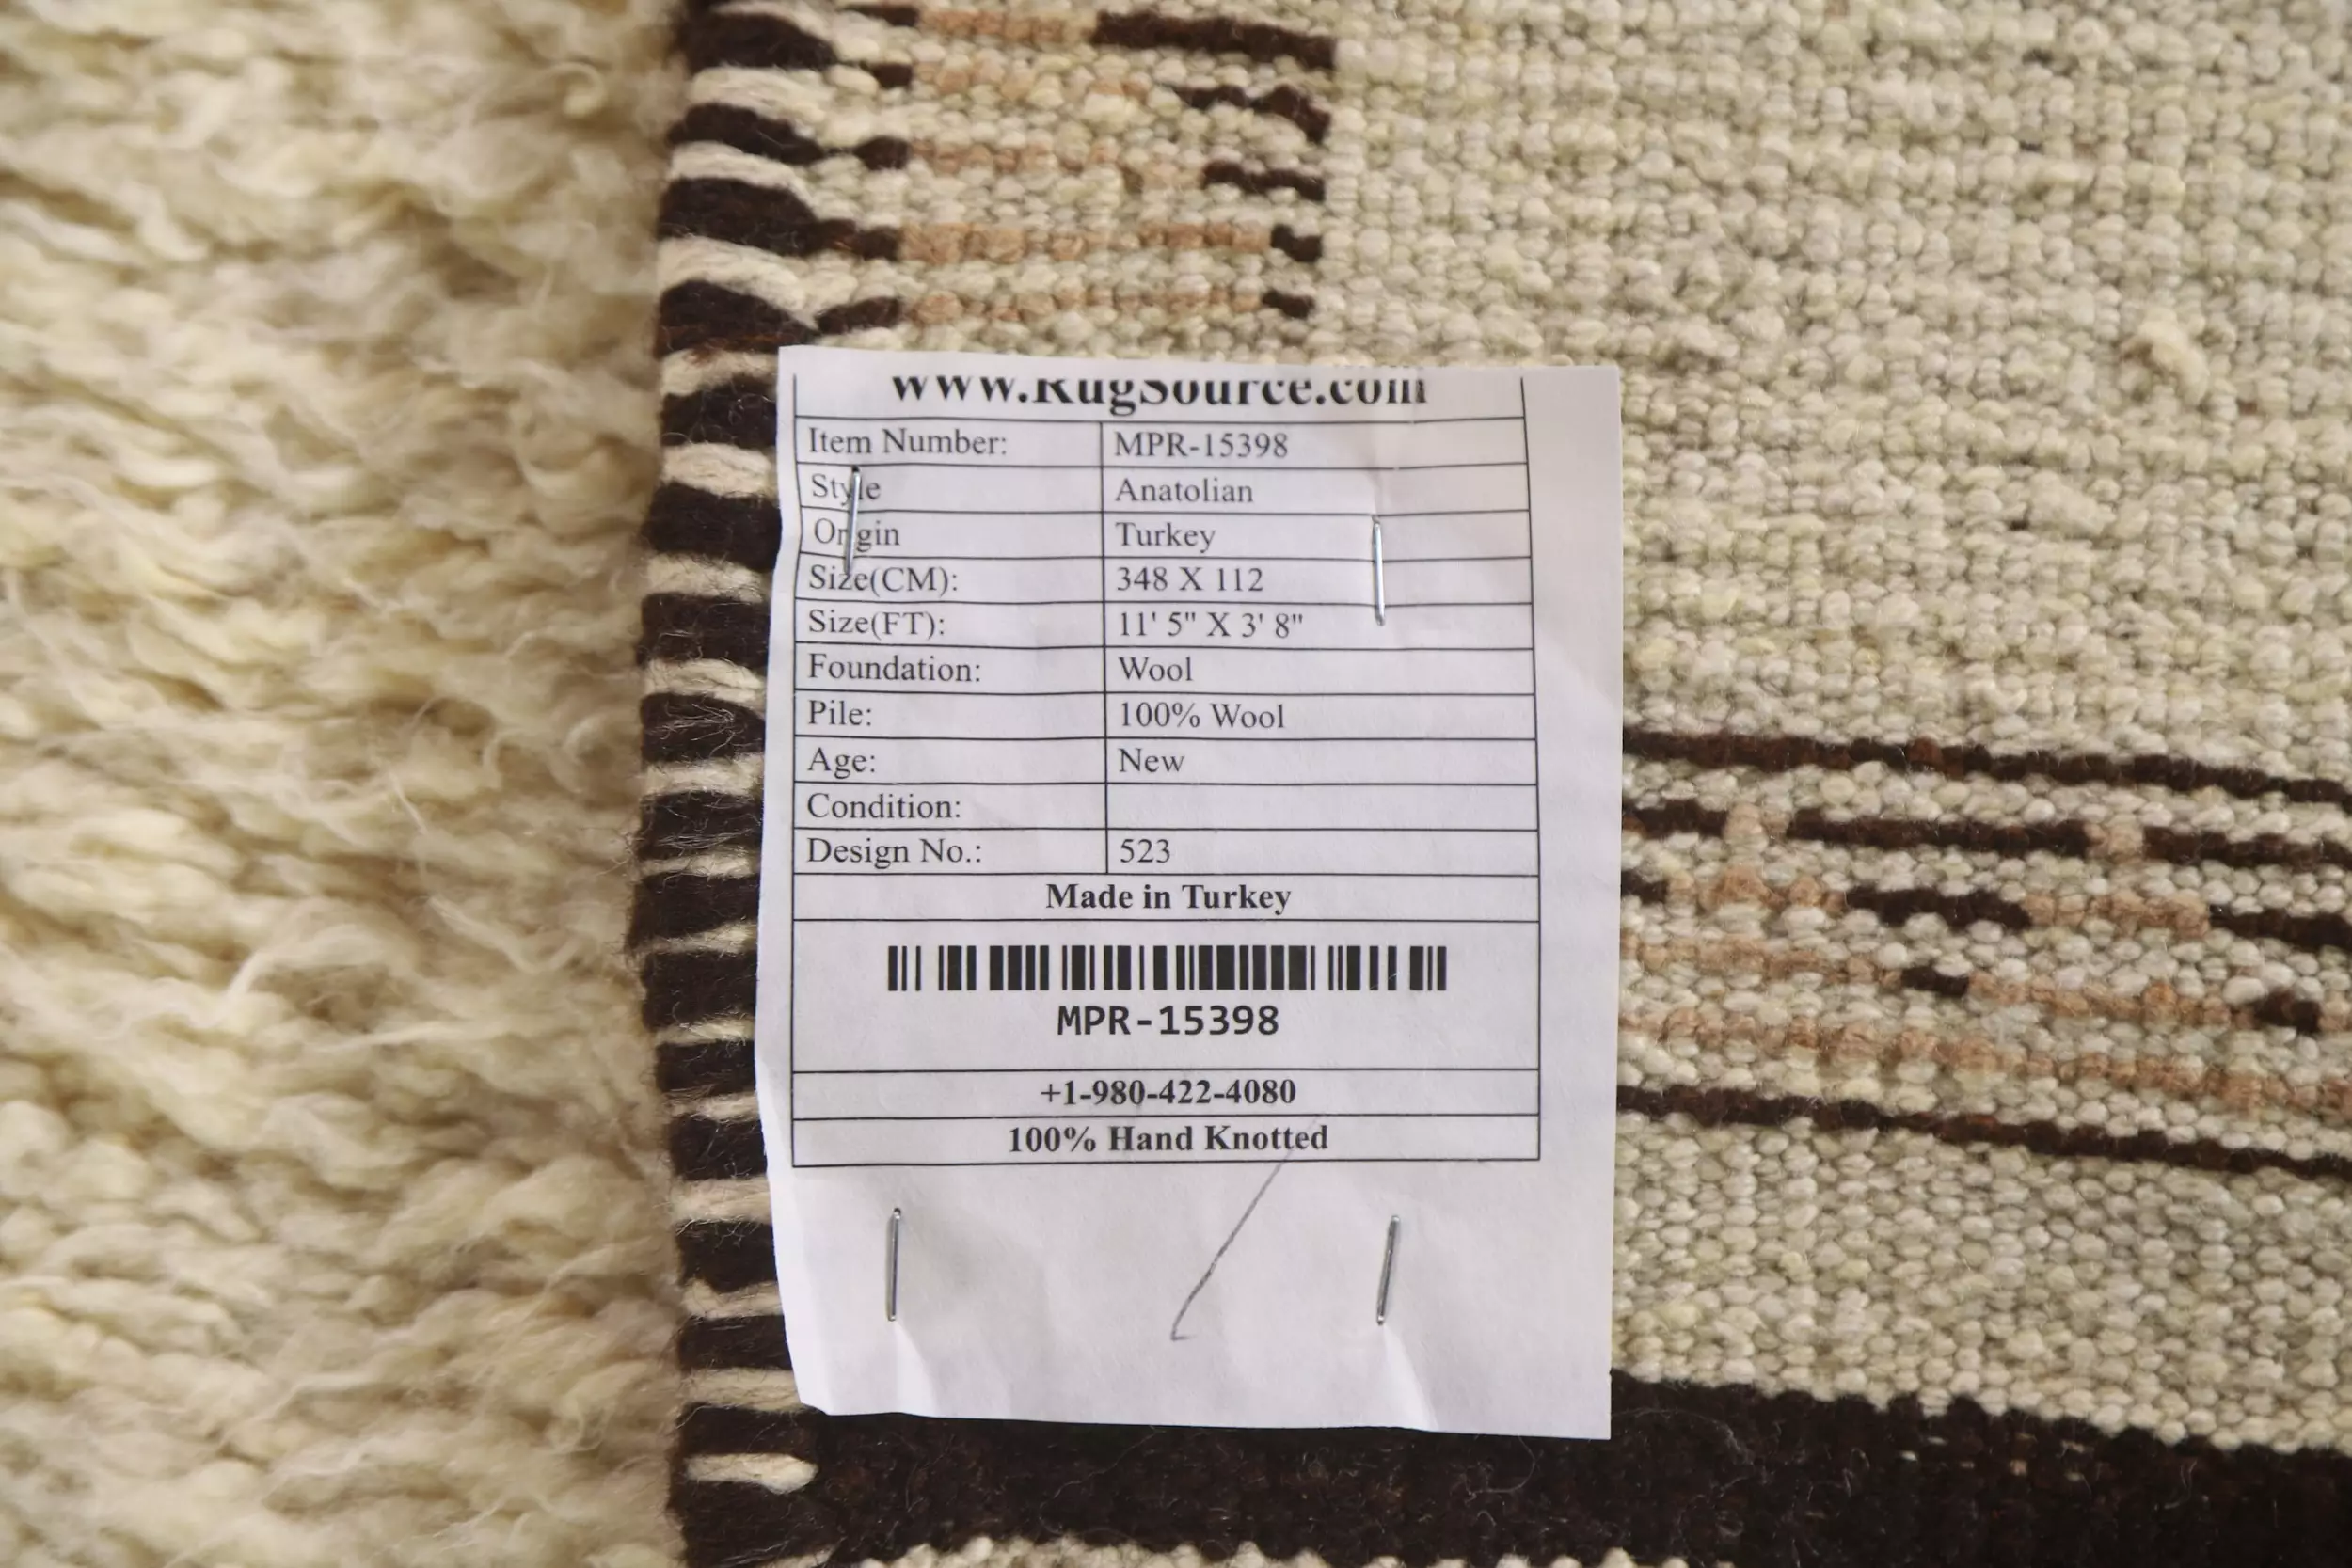 www.RugSource.com
Item Number: MPR-15398
Style Anatolian
Origin Turkey
Size(CM): 348 X 112
Size(FT): 11' 5" X 3' 8"
Foundation: Wool
Pile: 100% Wool
Age: New
Condition:
Design No.: 523
Made in Turkey
MPR-15398
+1-980-422-4080
100% Hand Knotted